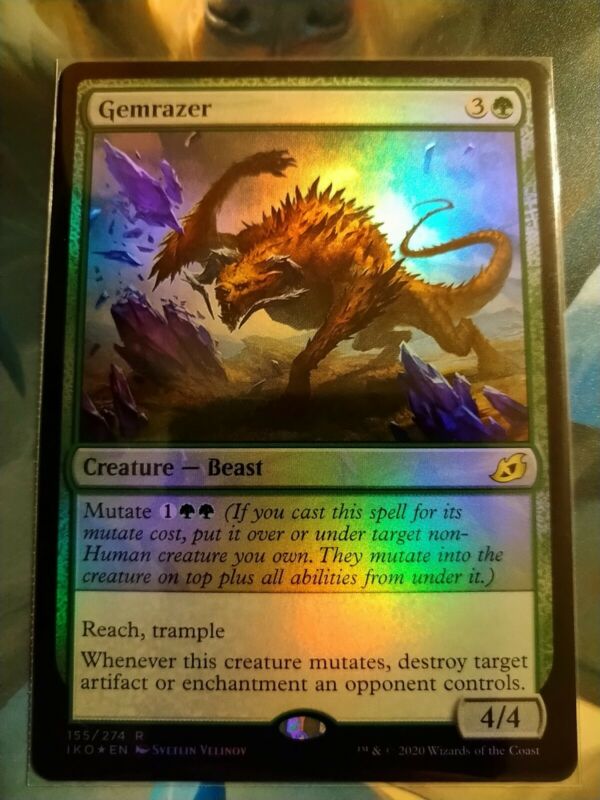 Gemrazer 3
Creature — Beast
Mutate 1 (If you cast this spell for its
mutate cost, put it over or under target non-
Human creature you own. They mutate into the
creature on top plus all abilities from under it.)
Reach, trample
Whenever this creature mutates, destroy target
artifact or enchantment an opponent controls.
4/4
155/274 R
IKO★EN Svetlin Velinov
™ & © 2020 Wizards of the Coast